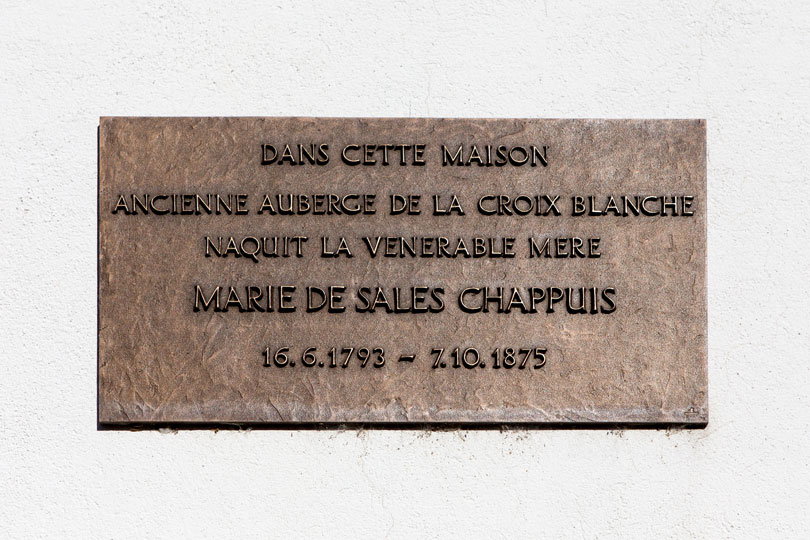 DANS CETTE MAISON
ANCIENNE AUBERGE DE LA CROIX BLANCHE
NAQUIT LA VENERABLE MERE
MARIE DE SALES CHAPPUIS
16.6.1793 – 7.10.1875